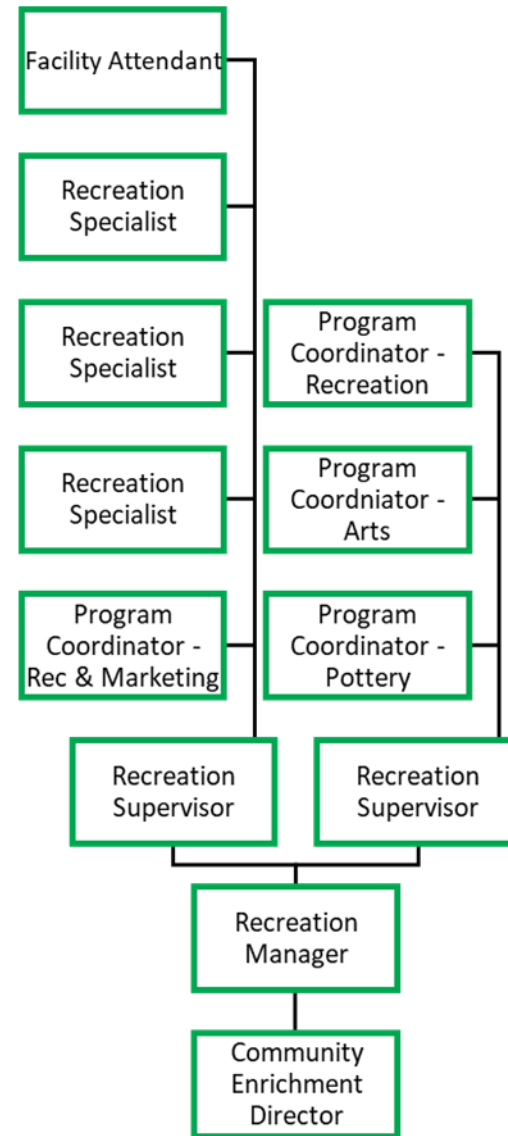 Facility Attendant
Recreation
Specialist
Recreation
Specialist
Program
Coordinator -
Recreation
Recreation
Specialist
Program
Coordniator -
Arts
Program
Coordinator -
Rec & Marketing
Program
Coordinator -
Pottery
Recreation
Supervisor
Recreation
Supervisor
Recreation
Manager
Community
Enrichment
Director